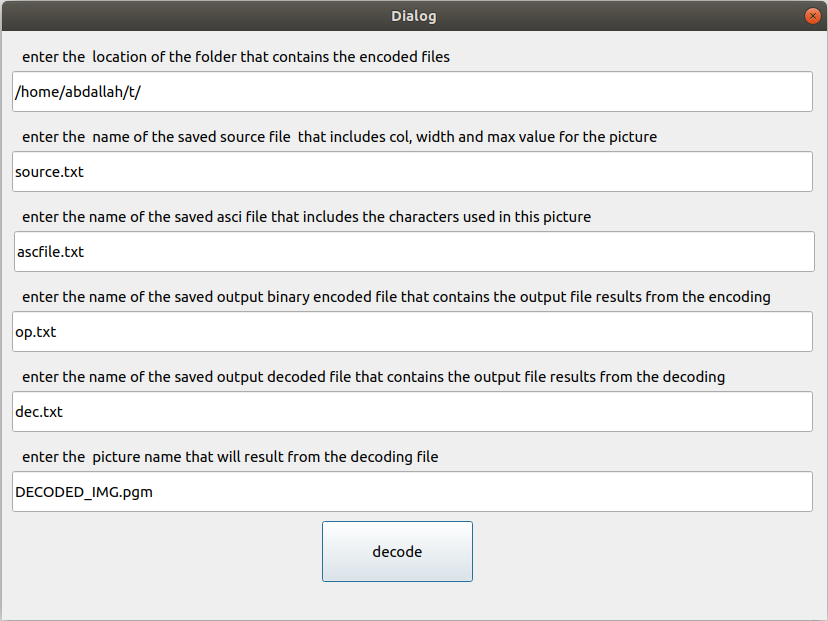 Dialog
enter the  location of the folder that contains the encoded files
/home/abdallah/t/
enter the  name of the saved source file  that includes col, width and max value for the picture
source.txt
enter the name of the saved asci file that includes the characters used in this picture
ascfile.txt
enter the name of the saved output binary encoded file that contains the output file results from the encoding
op.txt
enter the name of the saved output decoded file that contains the output file results from the decoding
dec.txt
enter the  picture name that will result from the decoding file
DECODED_IMG.pgm
decode